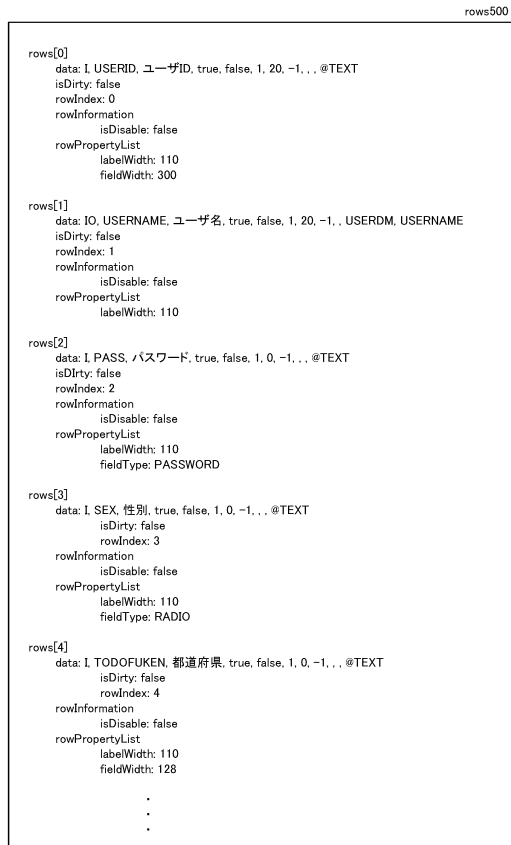 rows500
rows[0]
data: I, USERID, ユーザID, true, false, 1, 20, −1, , , @TEXT
isDirty: false
rowIndex: 0
rowInformation
isDisable: false
rowPropertyList
labelWidth: 110
fieldWidth: 300
rows[1]
data: IO, USERNAME, ユーザ名, true, false, 1, 20, −1, , USERDM, USERNAME
isDirty: false
rowIndex: 1
rowInformation
isDisable: false
rowPropertyList
labelWidth: 110
rows[2]
data: I, PASS, パスワード, true, false, 1, 0, −1, , , @TEXT
isDIrty: false
rowIndex: 2
rowInformation
isDisable: false
rowPropertyList
labelWidth: 110
fieldType: PASSWORD
rows[3]
data: I, SEX, 性別, true, false, 1, 0, −1, , , @TEXT
isDirty: false
rowIndex: 3
rowInformation
isDisable: false
rowPropertyList
labelWidth: 110
fieldType: RADIO
rows[4]
data: I, TODOFUKEN, 都道府県, true, false, 1, 0, −1, , , @TEXT
isDirty: false
rowIndex: 4
rowInformation
isDisable: false
rowPropertyList
labelWidth: 110
fieldWidth: 128
・
・
・